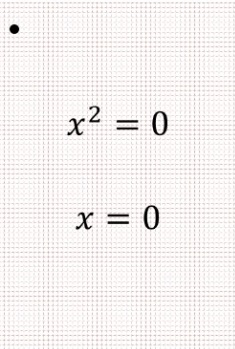 •
x² = 0
x = 0